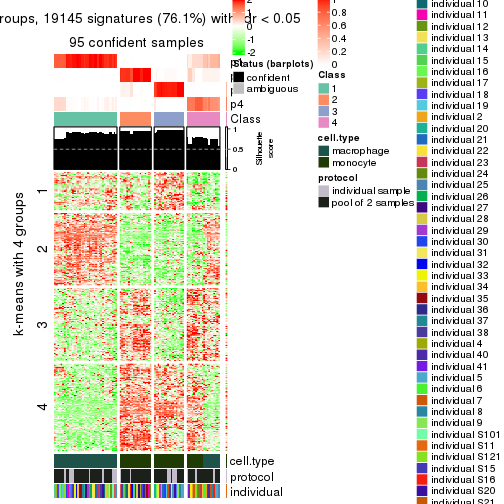 roups, 19145 signatures (76.1%) with fdr < 0.05
95 confident samples
p4
Class
1
0.5
0
Silhouette
score
k-means with 4 groups
1
2
3
4
cell.type
protocol
individual
2
1
0
-1
-2
Status (barplots)
confident
ambiguous
0.8
0.6
0.4
0.2
0
Class
1
2
3
4
cell.type
macrophage
monocyte
protocol
individual sample
pool of 2 samples
individual 10
individual 11
individual 12
individual 13
individual 14
individual 15
individual 16
individual 17
individual 18
individual 19
individual 2
individual 20
individual 21
individual 22
individual 23
individual 24
individual 25
individual 26
individual 27
individual 28
individual 29
individual 30
individual 31
individual 32
individual 33
individual 34
individual 35
individual 36
individual 37
individual 38
individual 4
individual 40
individual 41
individual 5
individual 6
individual 7
individual 8
individual 9
individual S101
individual S11
individual S121
individual S15
individual S16
individual S20
individual S21